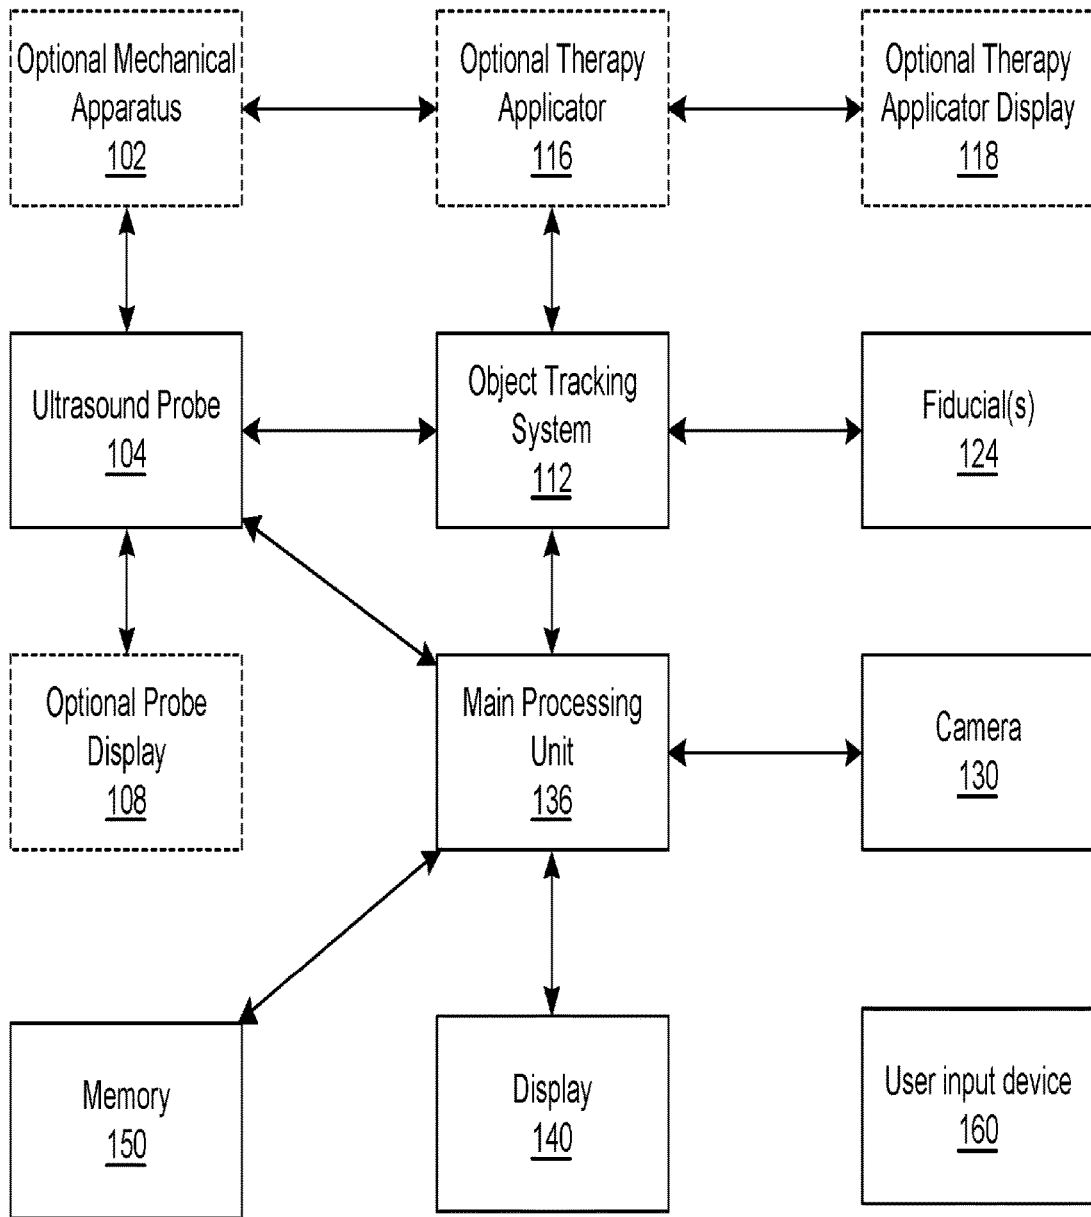 Optional Mechanical
Apparatus
102
Optional Therapy
Applicator
116
Optional Therapy
Applicator Display
118
Ultrasound Probe
104
Object Tracking
System
112
Fiducial(s)
124
Optional Probe
Display
108
Main Processing
Unit
136
Camera
130
Memory
150
Display
140
User input device
160